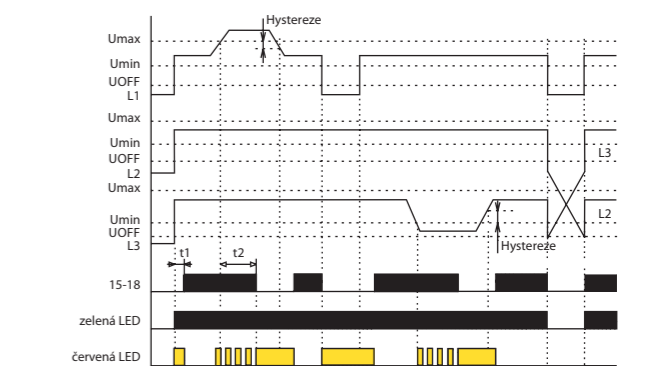 Hystereze
Umax
Umin
UOFF
L1
Umax
Umin
UOFF
L2
L3
Umax
L2
Umin
UOFF
L3
Hystereze
t1
t2
15-18
zelená LED
červená LED